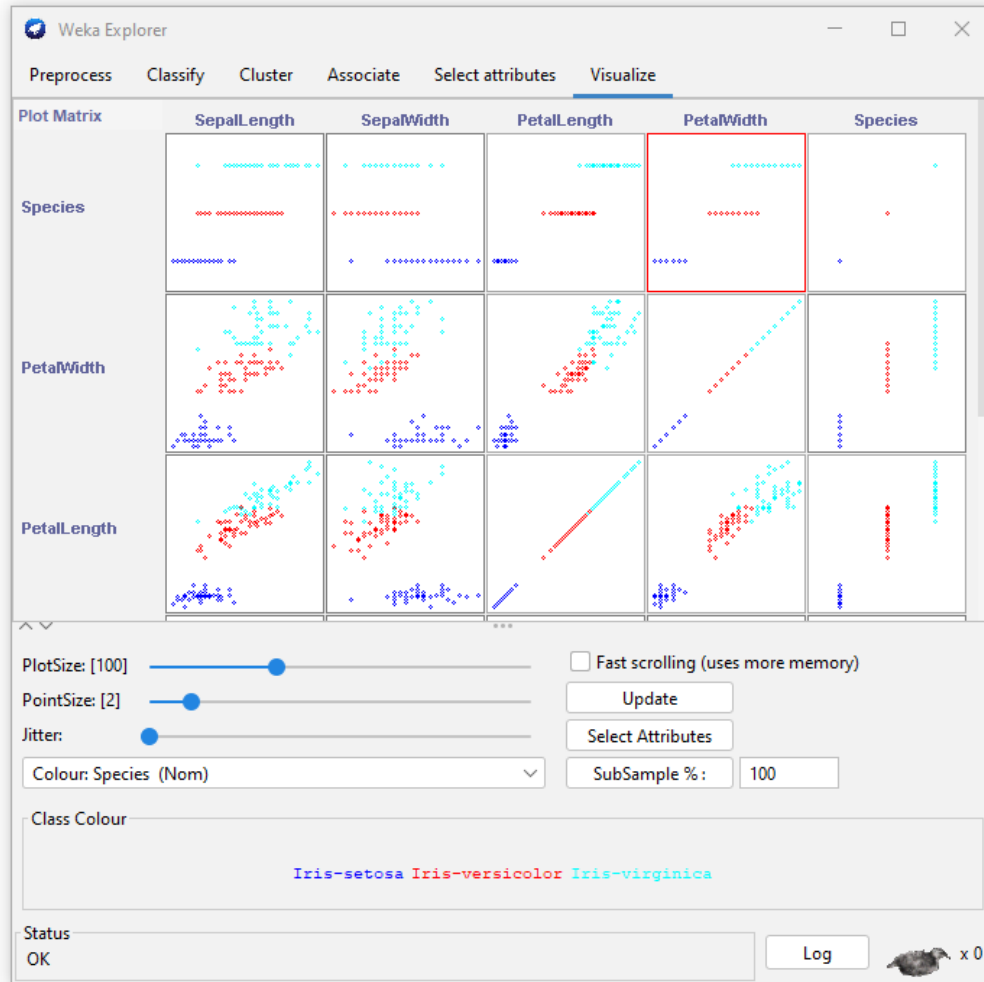 Weka Explorer
Preprocess Classify Cluster Associate Select attributes Visualize
Plot Matrix SepalLength SepalWidth PetalLength PetalWidth Species
Species
PetalWidth
PetalLength
PlotSize: [100] Fast scrolling (uses more memory)
PointSize: [2] Update
Jitter: Select Attributes
Colour: Species (Nom) SubSample % : 100
Class Colour
Iris-setosa Iris-versicolor Iris-virginica
Status
OK Log x 0